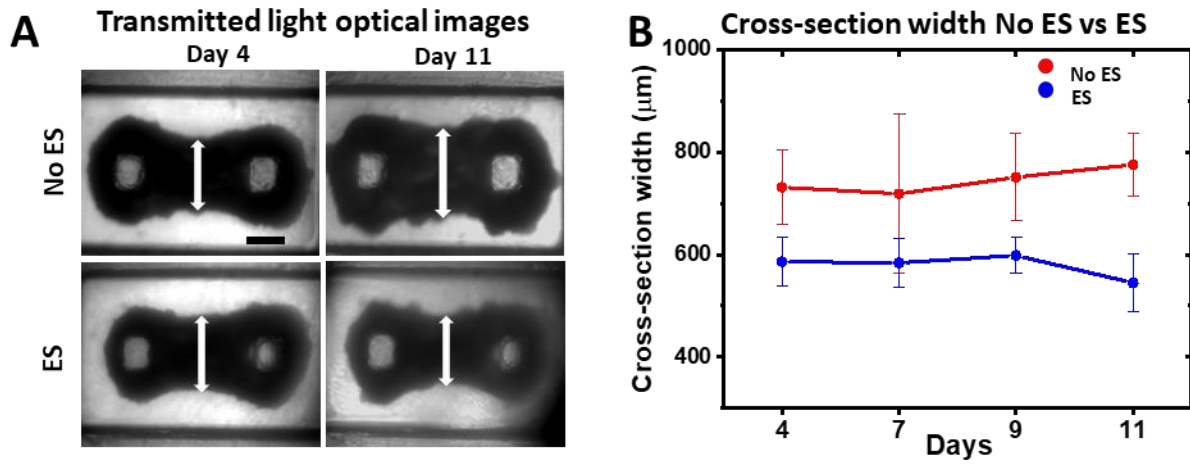 A
Transmitted light optical images
Day 4
Day 11
No ES
ES
B
Cross-section width No ES vs ES
Cross-section width (μm)
1000
800
600
400
No ES
ES
4
7
9
11
Days